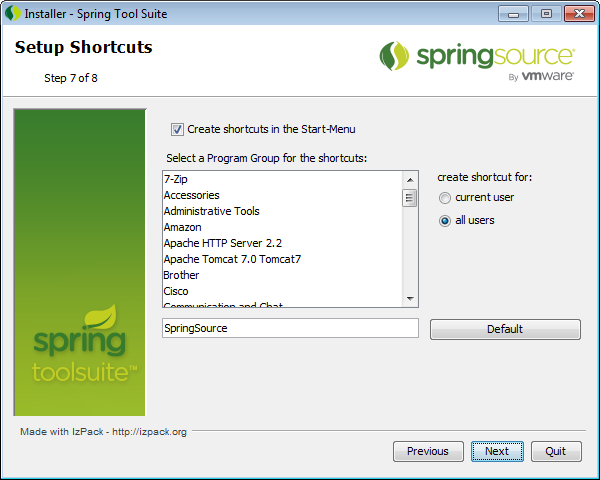 Installer - Spring Tool Suite
Setup Shortcuts
Step 7 of 8
springsource®
By vmware®
Create shortcuts in the Start-Menu
Select a Program Group for the shortcuts:
7-Zip
Accessories
Administrative Tools
Amazon
Apache HTTP Server 2.2
Apache Tomcat 7.0 Tomcat7
Brother
Cisco
Communication and Chat
create shortcut for:
current user
all users
SpringSource
Default
spring
toolsuite™
Made with IzPack - http://izpack.org
Previous
Next
Quit